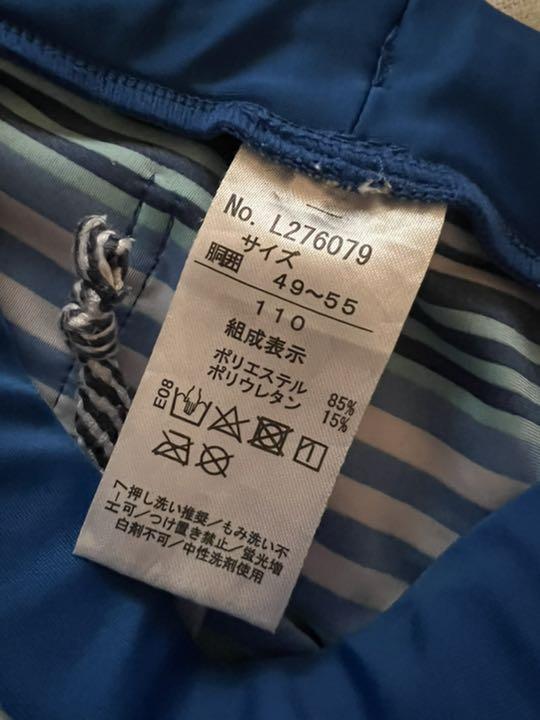 No. L276079
サイズ
胴囲 49~55
110
組成表示
ポリエステル 85%
ポリウレタン 15%
E08
押し洗い推奨/もみ洗い不
可/つけ置き禁止/蛍光増
白剤不可/中性洗剤使用